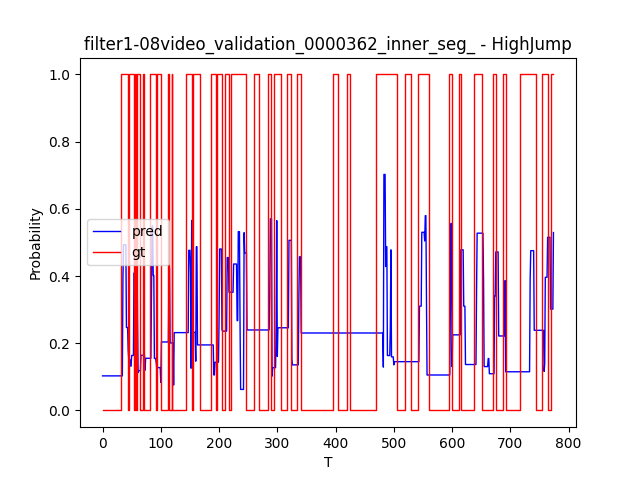 filter1-08video_validation_0000362_inner_seg_ - HighJump
1.0
0.8
0.6
0.4
0.2
0.0
Probability
pred
gt
0 100 200 300 400 500 600 700 800
T